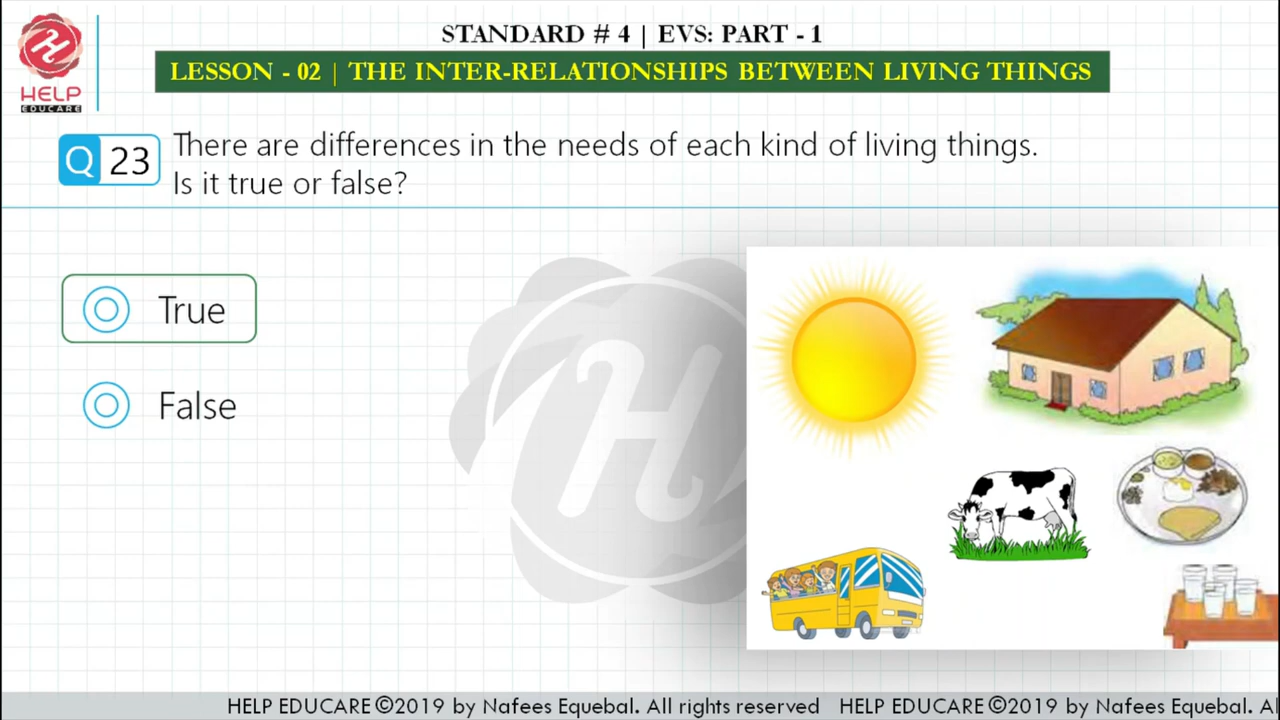 STANDARD # 4 | EVS: PART - 1
LESSON - 02 | THE INTER-RELATIONSHIPS BETWEEN LIVING THINGS
H
HELP
EDUCARE
Q 23
There are differences in the needs of each kind of living things.
Is it true or false?
True
False
H
HELP EDUCARE ©2019 by Nafees Equebal. All rights reserved HELP EDUCARE ©2019 by Nafees Equebal. Al